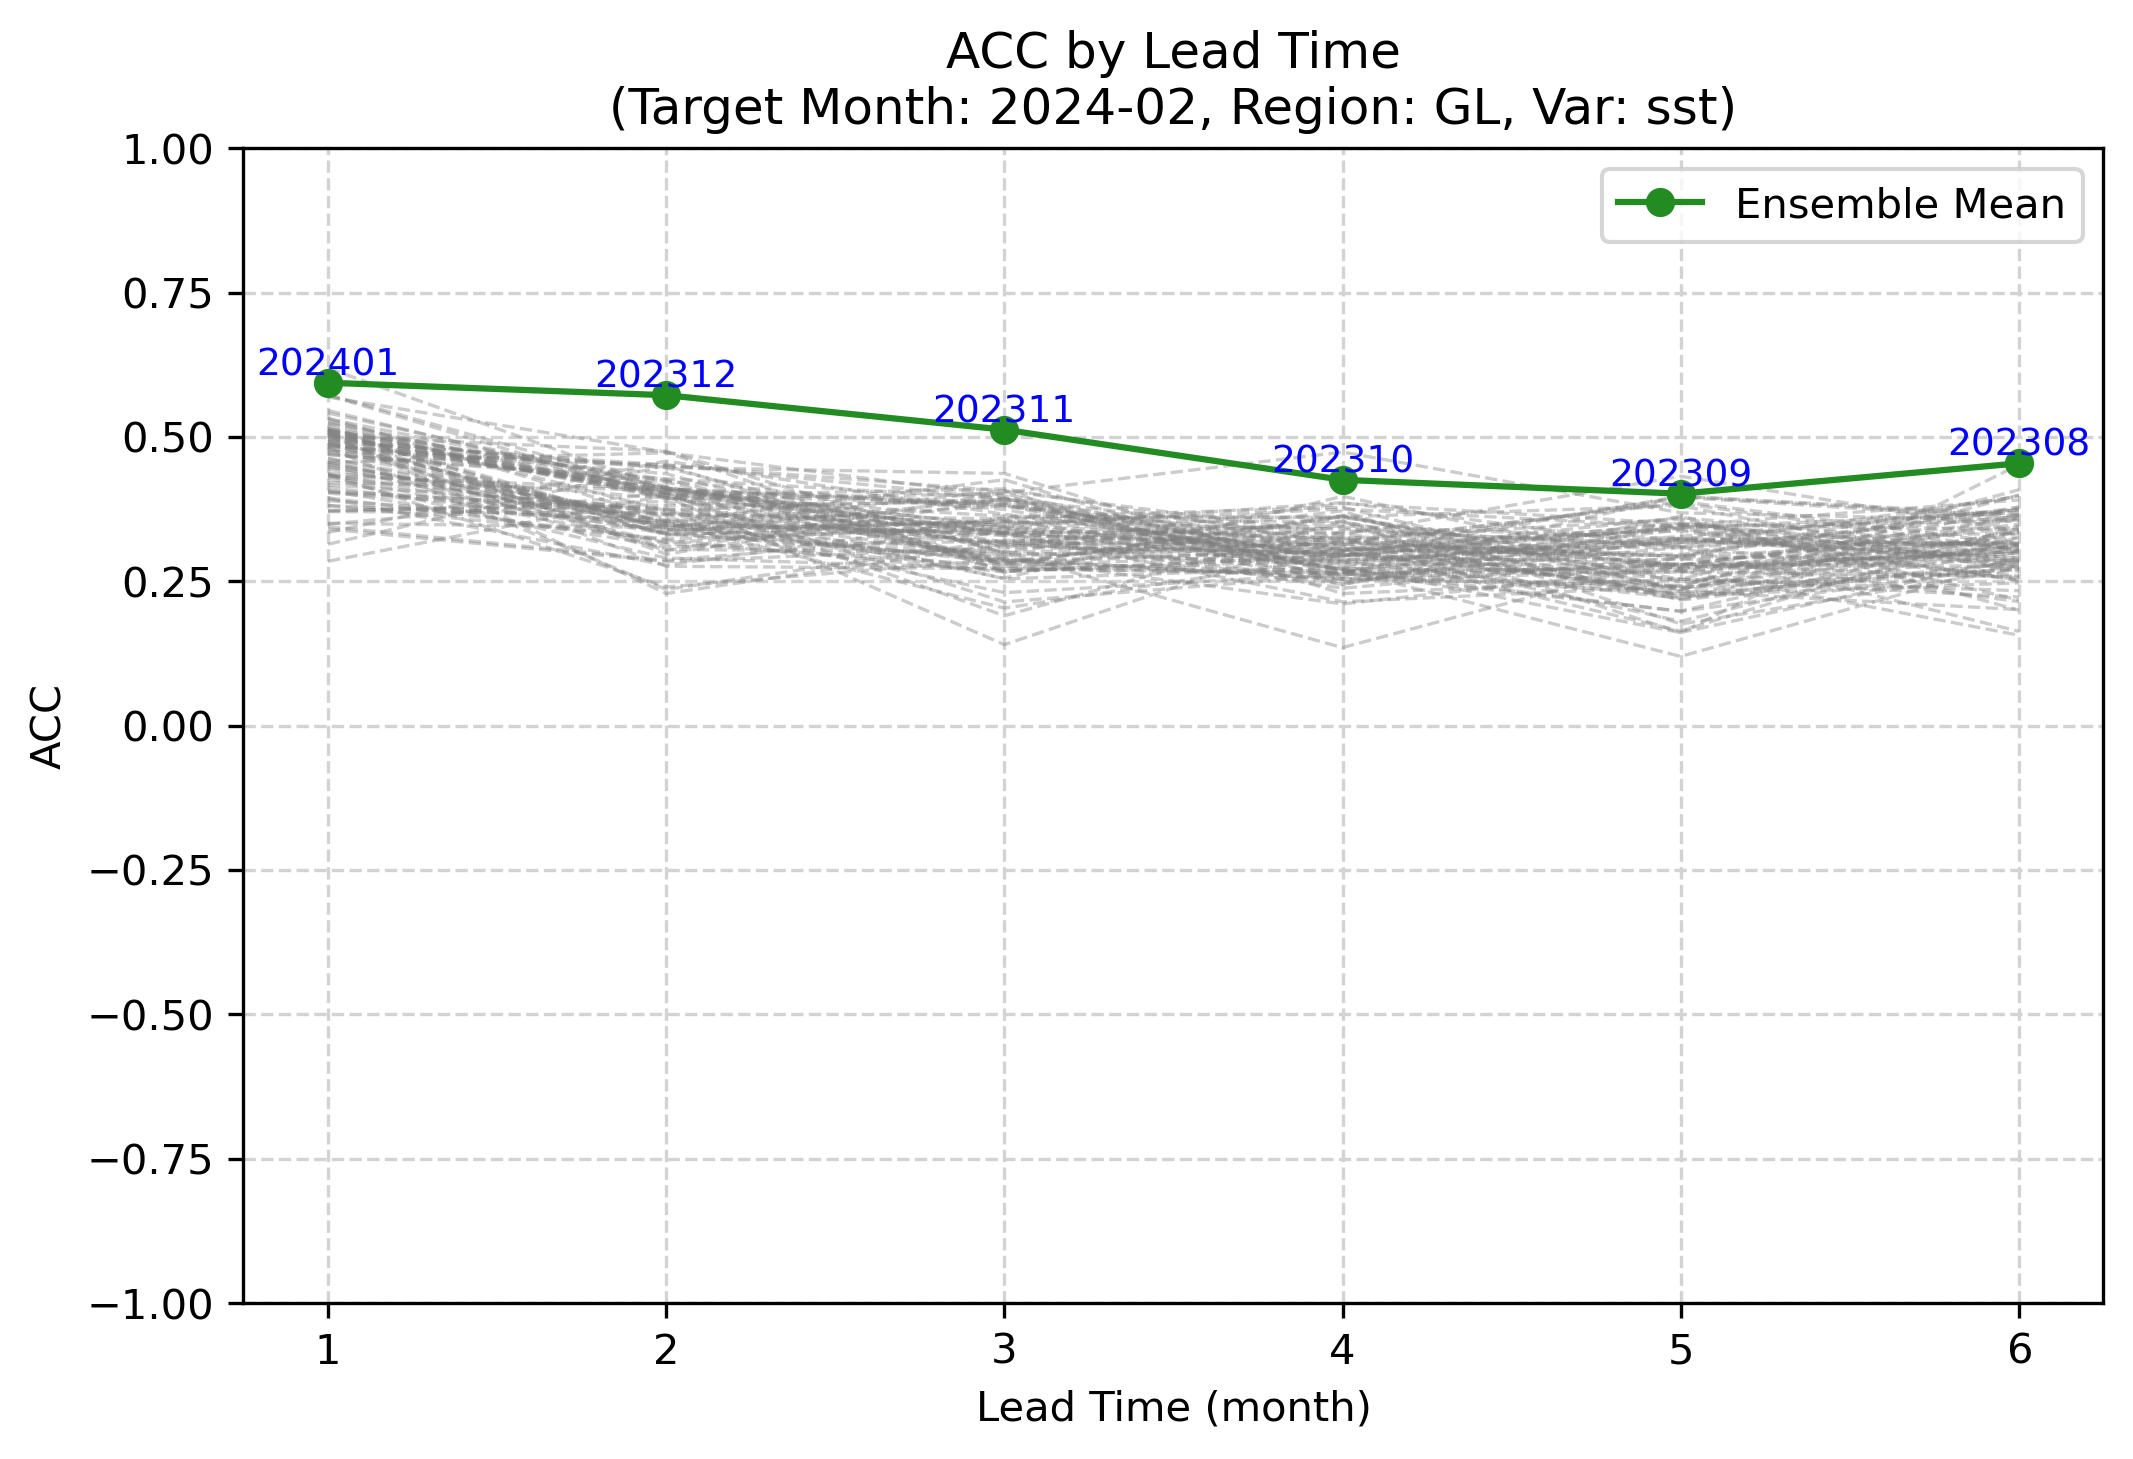 ACC by Lead Time
(Target Month: 2024-02, Region: GL, Var: sst)
1.00
0.75
0.50
0.25
0.00
−0.25
−0.50
−0.75
−1.00
ACC
Ensemble Mean
202401
202312
202311
202310
202309
202308
1 2 3 4 5 6
Lead Time (month)